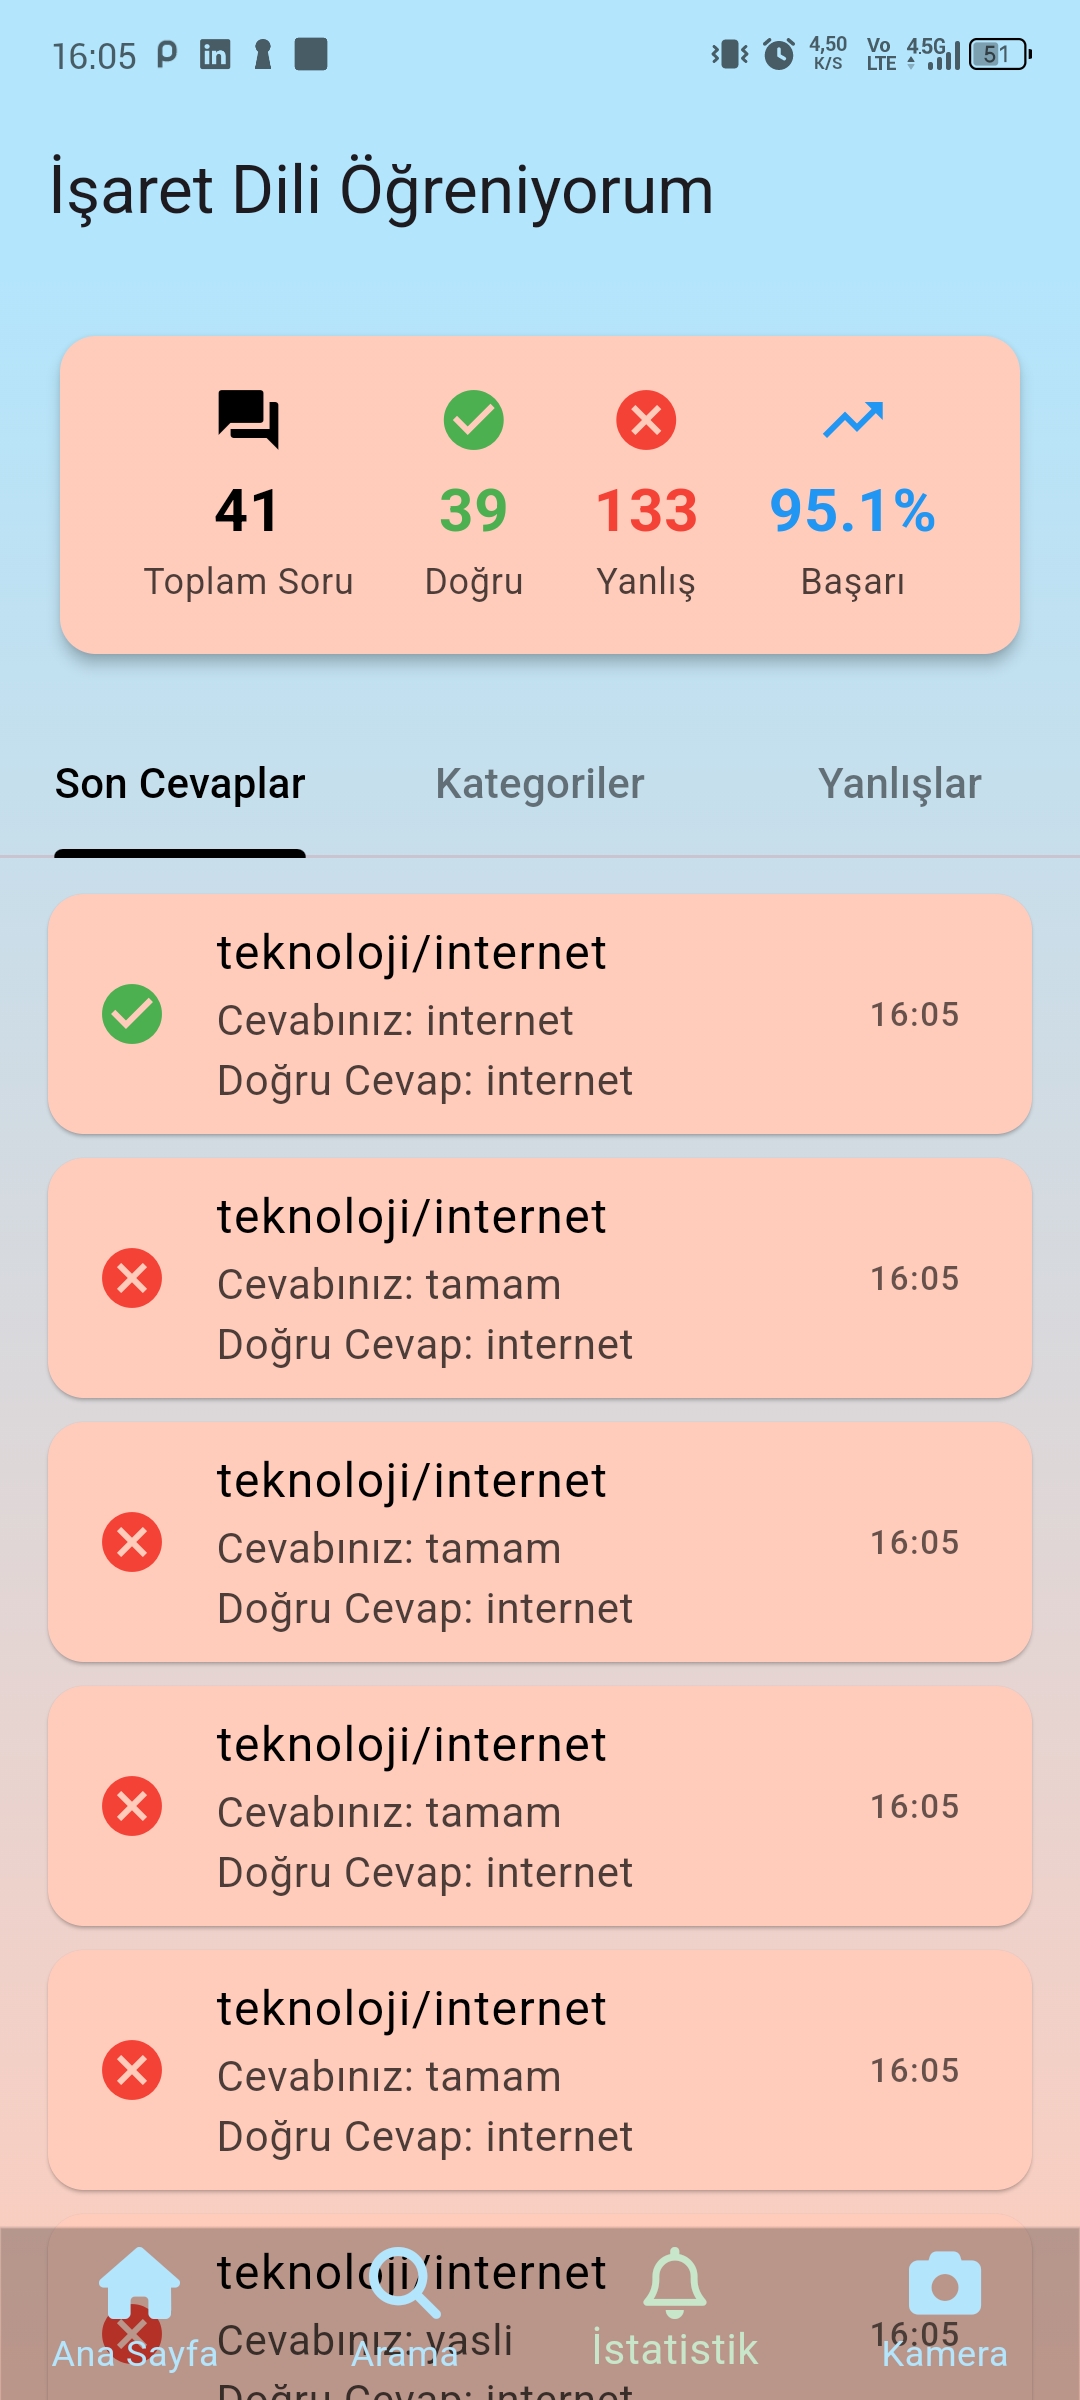 16:05
4,50
K/S
Vo
LTE
4.5G
51
İşaret Dili Öğreniyorum
41 39 133 95.1%
Toplam Soru Doğru Yanlış Başarı
Son Cevaplar Kategoriler Yanlışlar
teknoloji/internet
Cevabınız: internet
16:05
Doğru Cevap: internet
teknoloji/internet
Cevabınız: tamam
16:05
Doğru Cevap: internet
teknoloji/internet
Cevabınız: tamam
16:05
Doğru Cevap: internet
teknoloji/internet
Cevabınız: tamam
16:05
Doğru Cevap: internet
teknoloji/internet
Cevabınız: tamam
16:05
Doğru Cevap: internet
teknoloji/internet
Cevabınız: yasli
16:05
Ana Sayfa Arama İstatistik Kamera
Doğru Cevap: internet